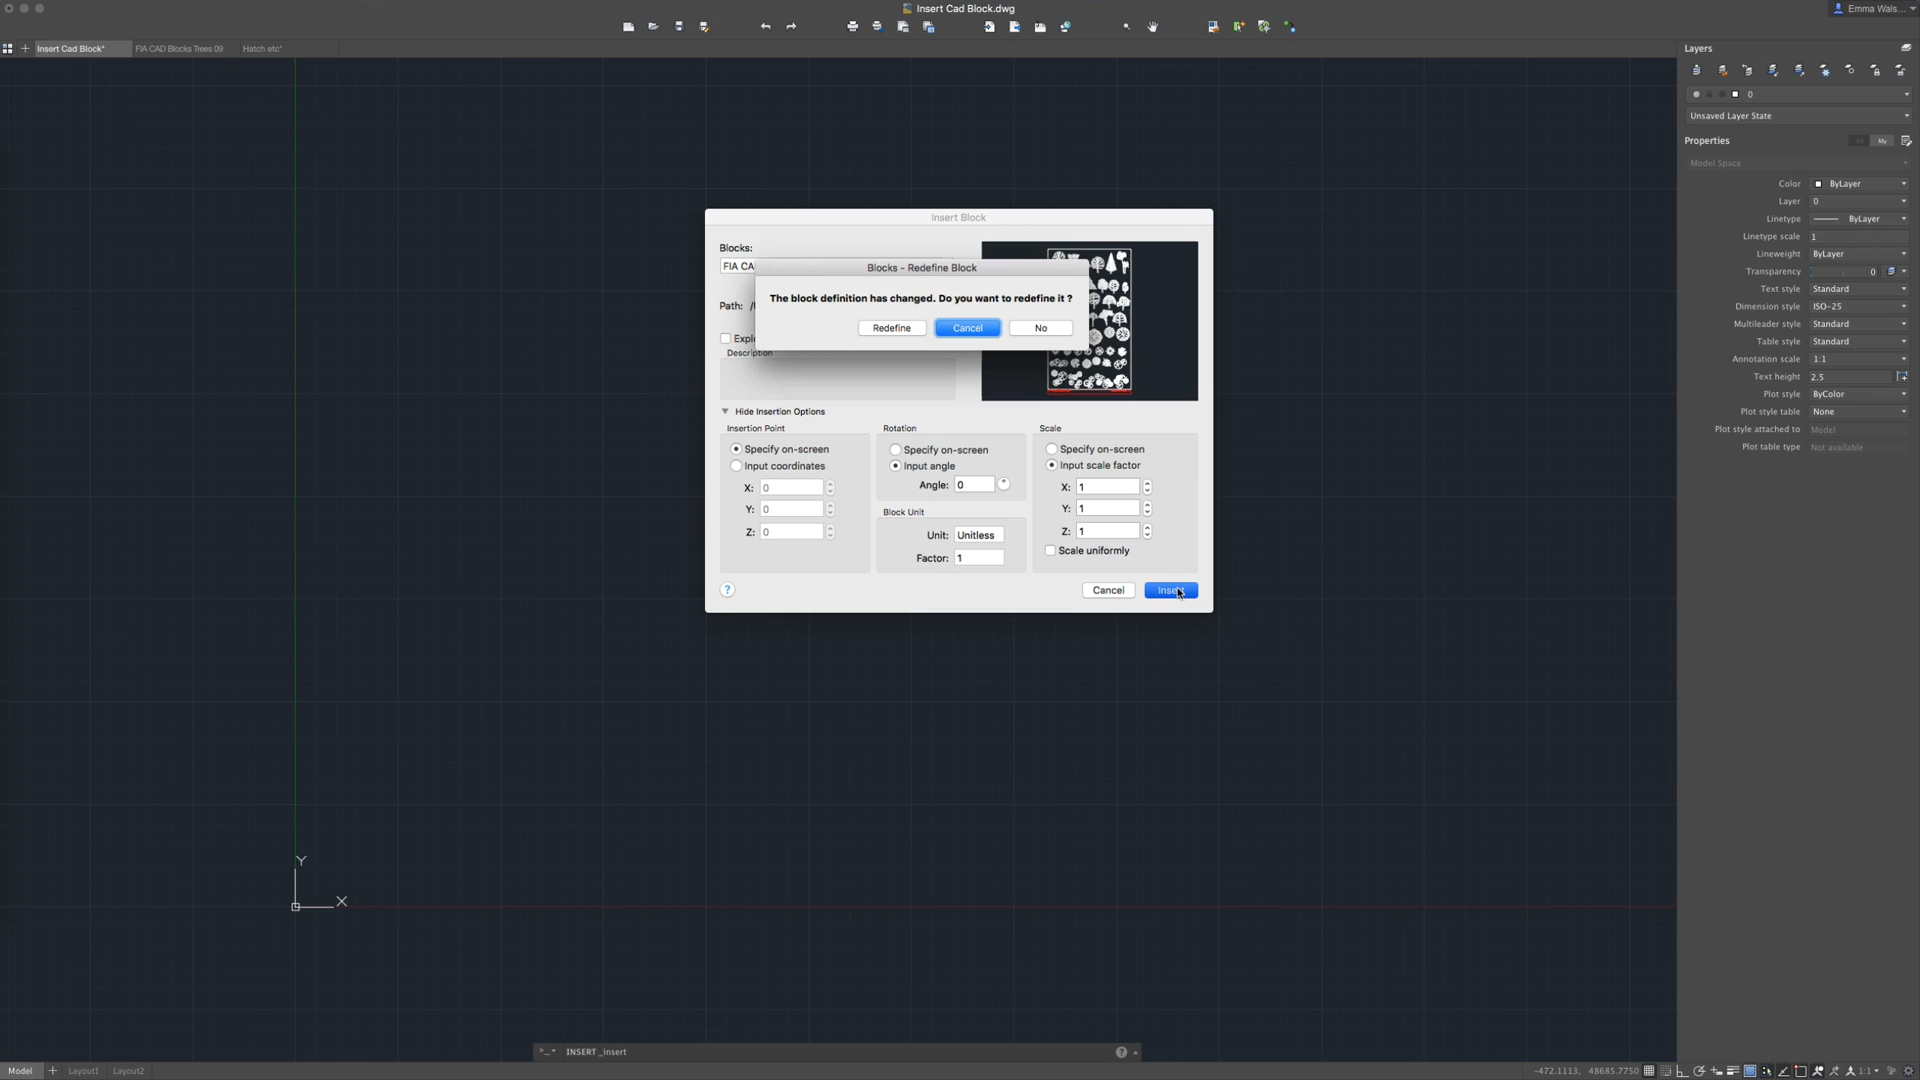 Insert Cad Block.dwg
Emma Wals...
Insert Cad Block*
FIA CAD Blocks Trees 09
Hatch etc*
Layers
0
Unsaved Layer State
Properties
All
My
Model Space
Color ByLayer
Layer 0
Linetype ByLayer
Linetype scale 1
Lineweight ByLayer
Transparency 0
Text style Standard
Dimension style ISO-25
Multileader style Standard
Table style Standard
Annotation scale 1:1
Text height 2.5
Plot style ByColor
Plot style table None
Plot style attached to Model
Plot table type Not available
Insert Block
Blocks:
FIA CA
Path:
Blocks - Redefine Block
The block definition has changed. Do you want to redefine it ?
Redefine Cancel No
Explo
Description
Hide Insertion Options
Insertion Point
Specify on-screen
Input coordinates
X: 0
Y: 0
Z: 0
Rotation
Specify on-screen
Input angle
Angle: 0
Block Unit
Unit: Unitless
Factor: 1
Scale
Specify on-screen
Input scale factor
X: 1
Y: 1
Z: 1
Scale uniformly
?
Cancel
Insert
Y
X
>_ INSERT _insert
?
Model + Layout1 Layout2
-472.1113, 48685.7750
1:1